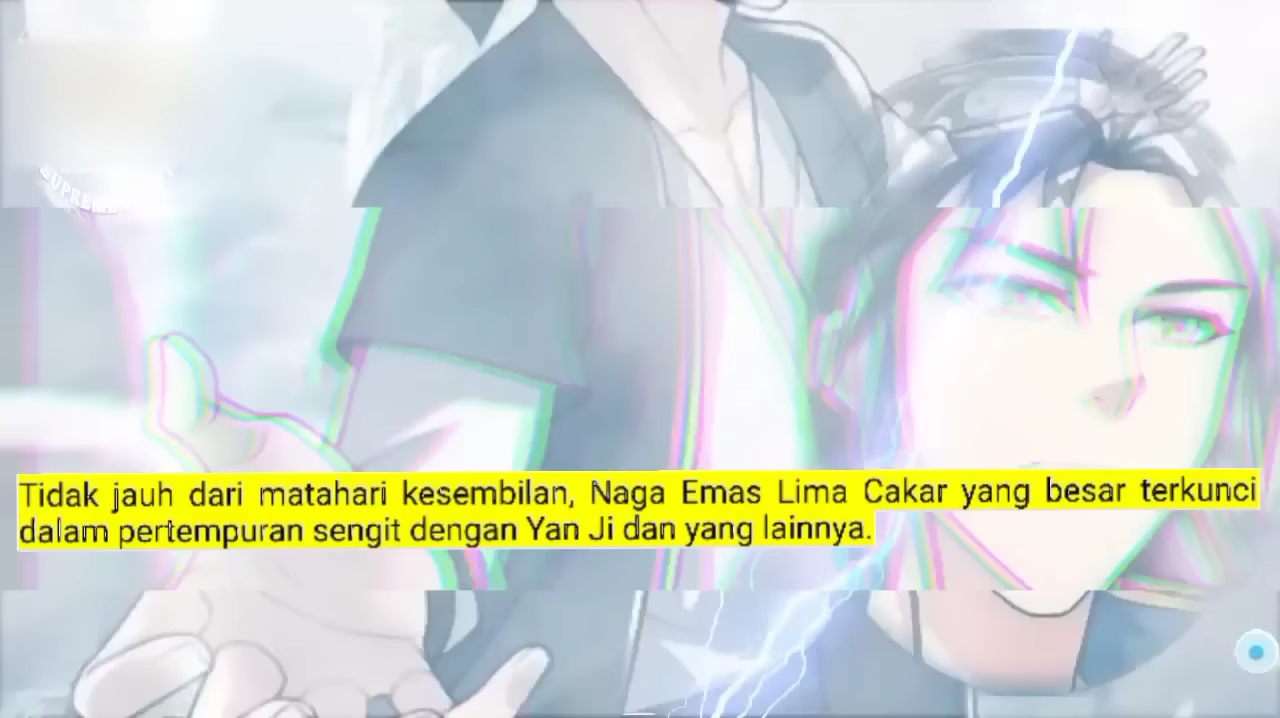 SUPREME
Tidak jauh dari matahari kesembilan, Naga Emas Lima Cakar yang besar terkunci
dalam pertempuran sengit dengan Yan Ji dan yang lainnya.